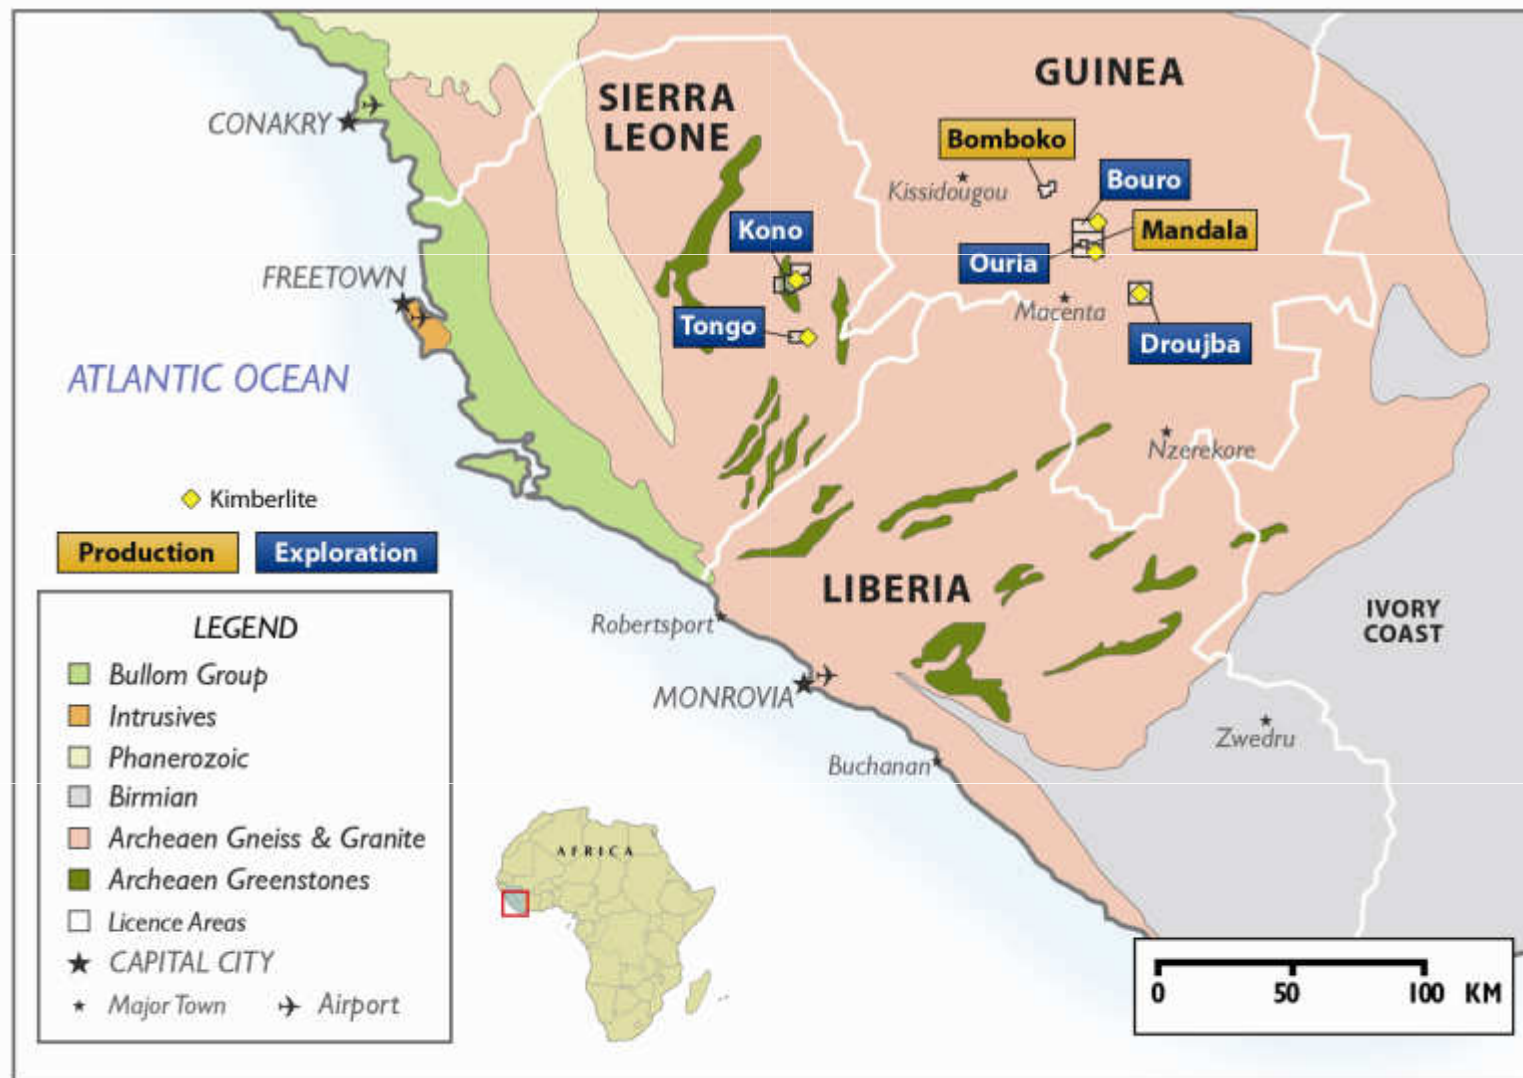 GUINEA
SIERRA
LEONE
CONAKRY
Bomboko
Kissidougou
Bouro
Kono
Mandala
Ouria
FREETOWN
Macenta
Tongo
Droujba
ATLANTIC OCEAN
Nzerekore
Kimberlite
Production
Exploration
LIBERIA
IVORY
COAST
Robertsport
MONROVIA
Zwedru
Buchanan
LEGEND
Bullom Group
Intrusives
Phanerozoic
Birmian
Archeaen Gneiss & Granite
Archeaen Greenstones
Licence Areas
CAPITAL CITY
Major Town
Airport
AFRICA
0 50 100 KM